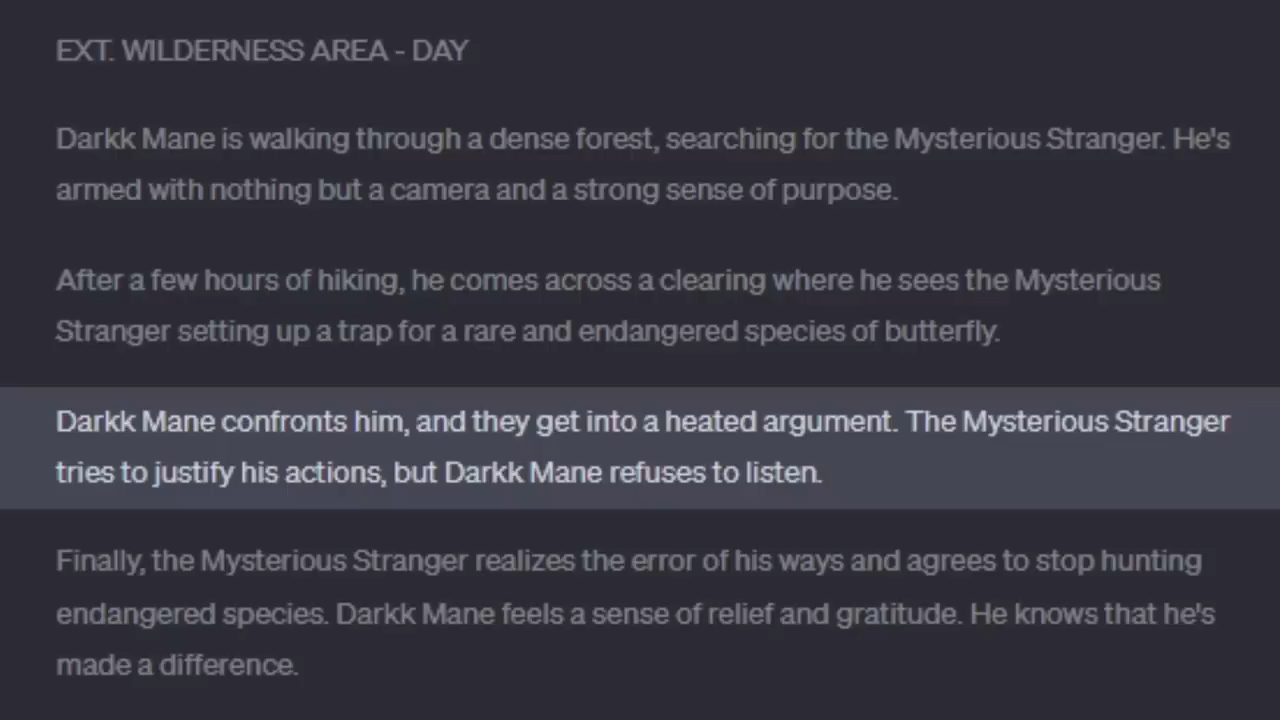 EXT. WILDERNESS AREA - DAY
Darkk Mane is walking through a dense forest, searching for the Mysterious Stranger. He's
armed with nothing but a camera and a strong sense of purpose.
After a few hours of hiking, he comes across a clearing where he sees the Mysterious
Stranger setting up a trap for a rare and endangered species of butterfly.
Darkk Mane confronts him, and they get into a heated argument. The Mysterious Stranger
tries to justify his actions, but Darkk Mane refuses to listen.
Finally, the Mysterious Stranger realizes the error of his ways and agrees to stop hunting
endangered species. Darkk Mane feels a sense of relief and gratitude. He knows that he's
made a difference.